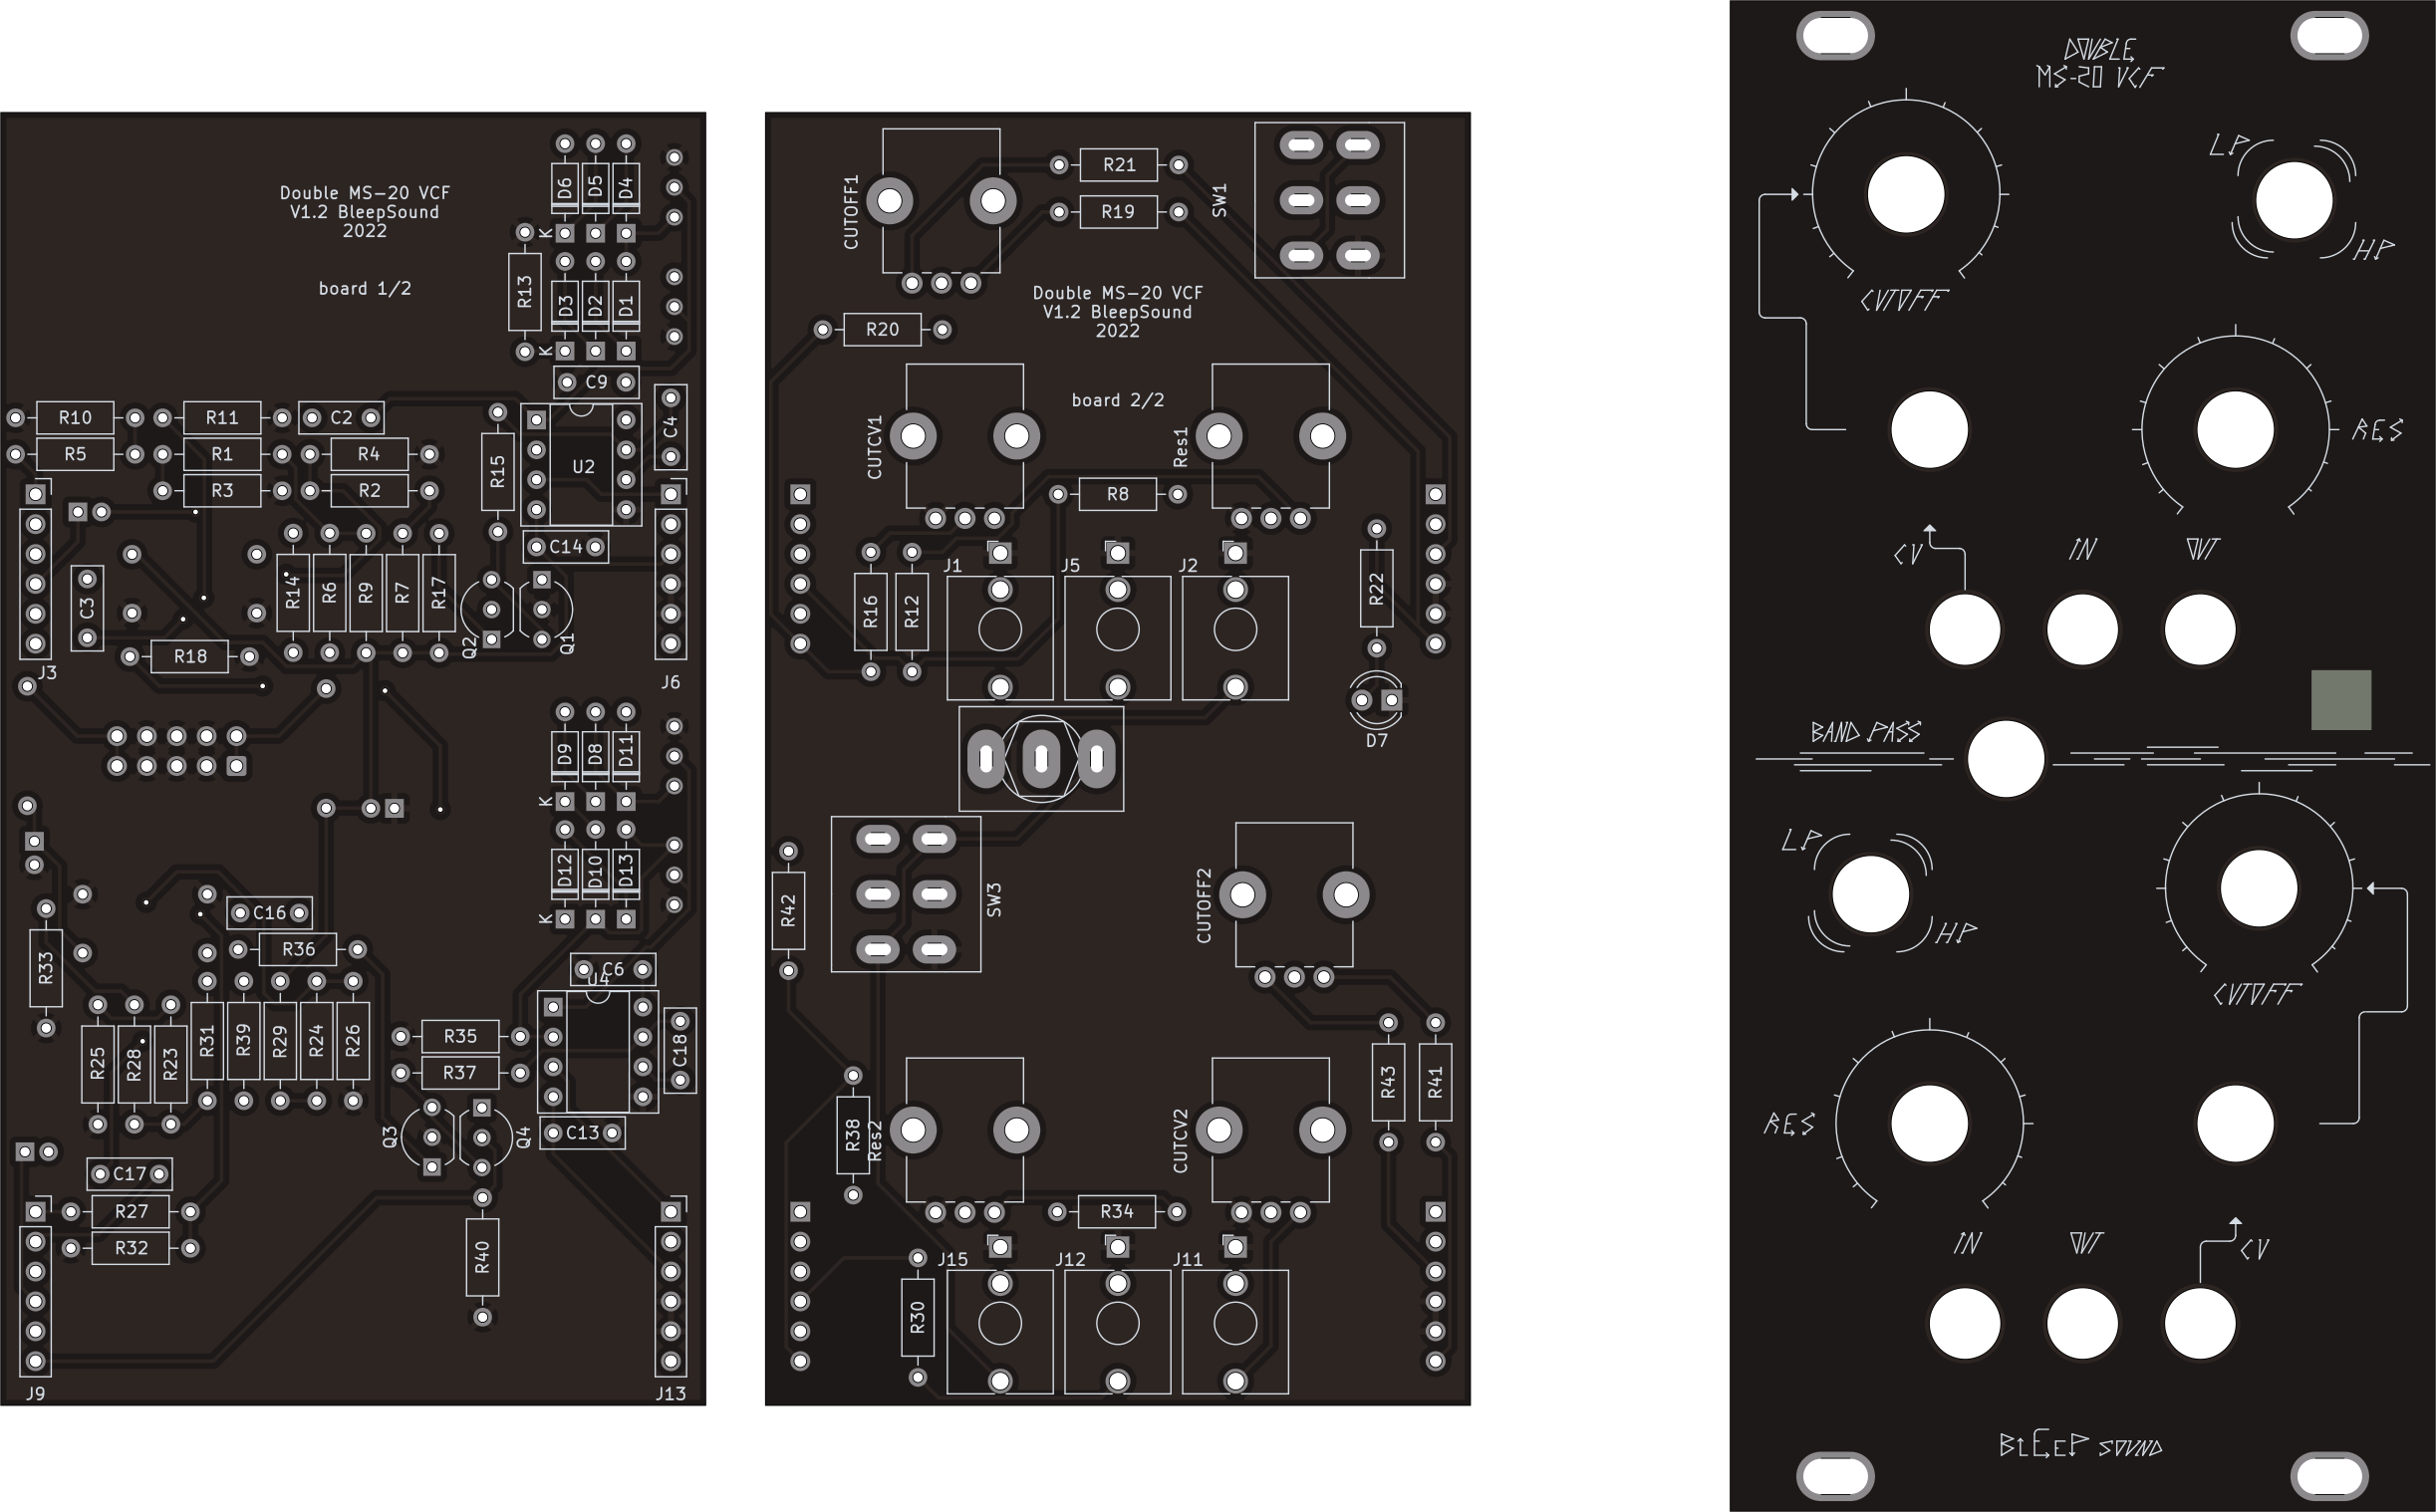 Double MS-20 VCF
V1.2 BleepSound
2022
board 1/2
D6
D5
D4
K
R13
D3
D2
D1
K
C9
R10
R11
C2
C4
R5
R1
R4
R15
U2
R3
R2
C14
C3
R14
R6
R9
R7
R17
Q2
Q1
R18
J3
J6
D9
D8
D11
K
D12
D10
D13
K
C16
R36
R33
C6
U4
R25
R28
R23
R31
R39
R29
R24
R26
R35
R37
C18
Q3
Q4
C13
C17
R27
R32
R40
J9
J13
CUTOFF1
R21
R19
SW1
Double MS-20 VCF
V1.2 BleepSound
2022
R20
board 2/2
CUTCV1
Res1
R8
J1
J5
J2
R16
R12
R22
D7
SW3
R42
CUTOFF2
R38
Res2
CUTCV2
R43
R41
R34
J15
J12
J11
R30
DOUBLE
MS-20 VCF
LP
HP
CUTOFF
RES
CV
IN
OUT
BAND PASS
LP
HP
CUTOFF
RES
IN
OUT
CV
BLEEP SOUND